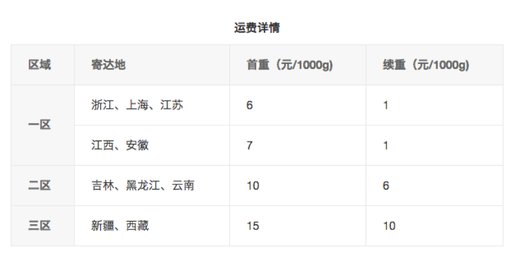 运费详情
区域 寄达地 首重（元/1000g) 续重（元/1000g)
一区 浙江、上海、江苏 6 1
江西、安徽 7 1
二区 吉林、黑龙江、云南 10 6
三区 新疆、西藏 15 10